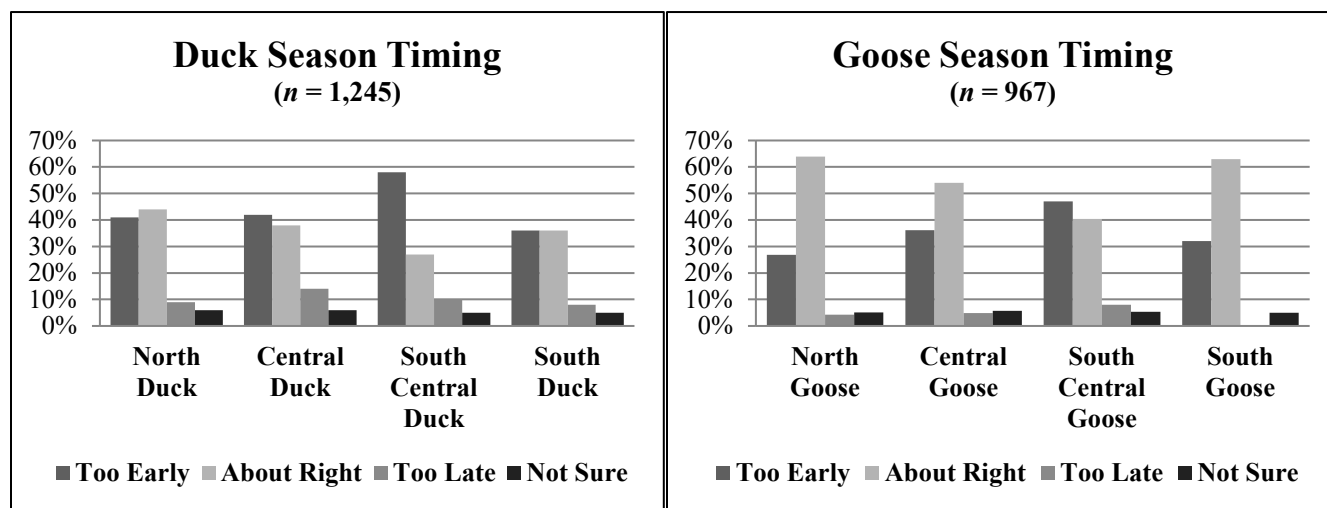 Duck Season Timing
(n = 1,245)
70%
60%
50%
40%
30%
20%
10%
0%
North
Duck
Central
Duck
South
Central
Duck
South
Duck
Too Early About Right Too Late Not Sure
Goose Season Timing
(n = 967)
70%
60%
50%
40%
30%
20%
10%
0%
North
Goose
Central
Goose
South
Central
Goose
South
Goose
Too Early About Right Too Late Not Sure